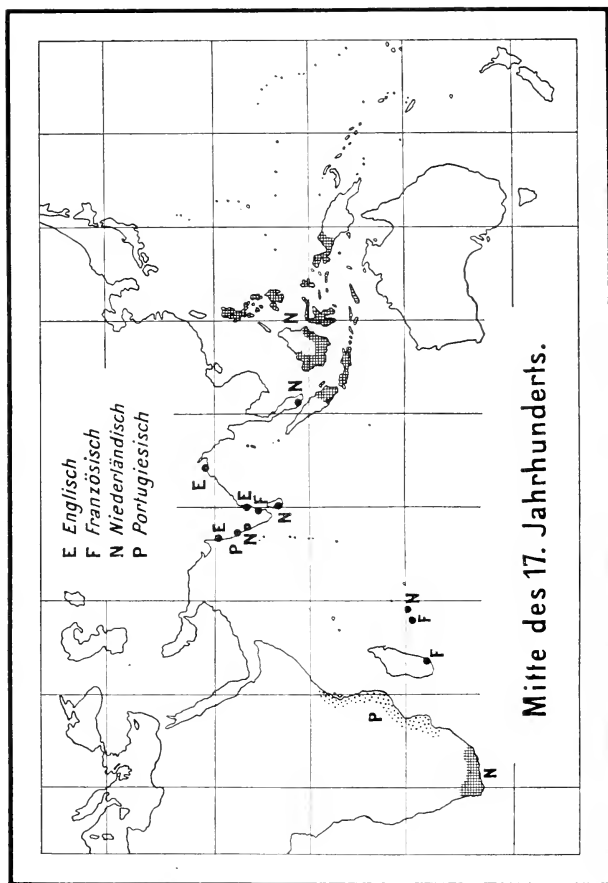 E Englisch
F Französisch
N Niederländisch
P Portugiesisch
E
E
P
E
N
F
N
N
N
P
N
F
F
N
Mitte des 17. Jahrhunderts.